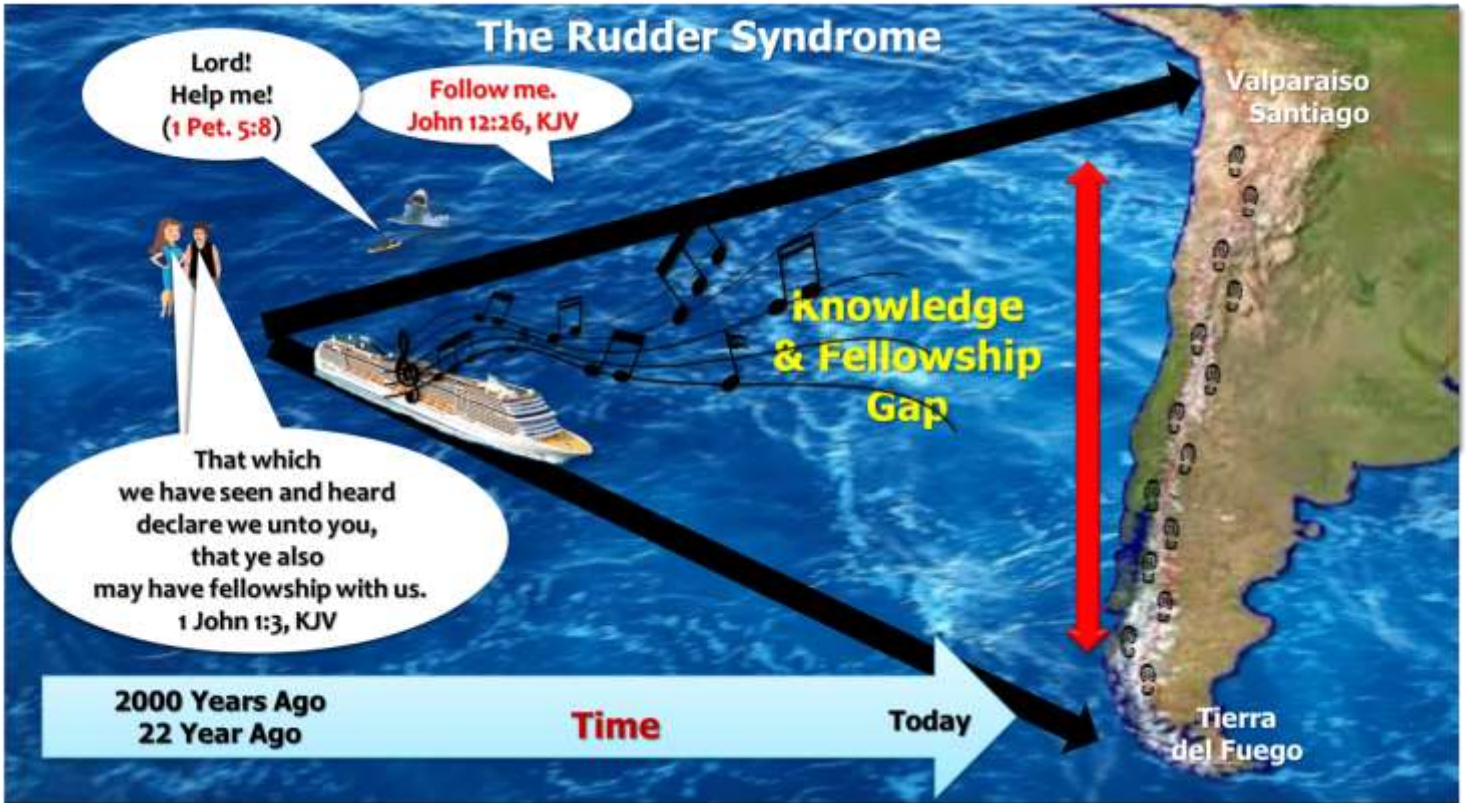 The Rudder Syndrome
Lord!
Help me!
(1 Pet. 5:8)
Follow me.
John 12:26, KJV
Valparaiso
Santiago
Knowledge
& Fellowship
Gap
That which
we have seen and heard
declare we unto you,
that ye also
may have fellowship with us.
1 John 1:3, KJV
2000 Years Ago
22 Year Ago
Time
Today
Tierra
del Fuego